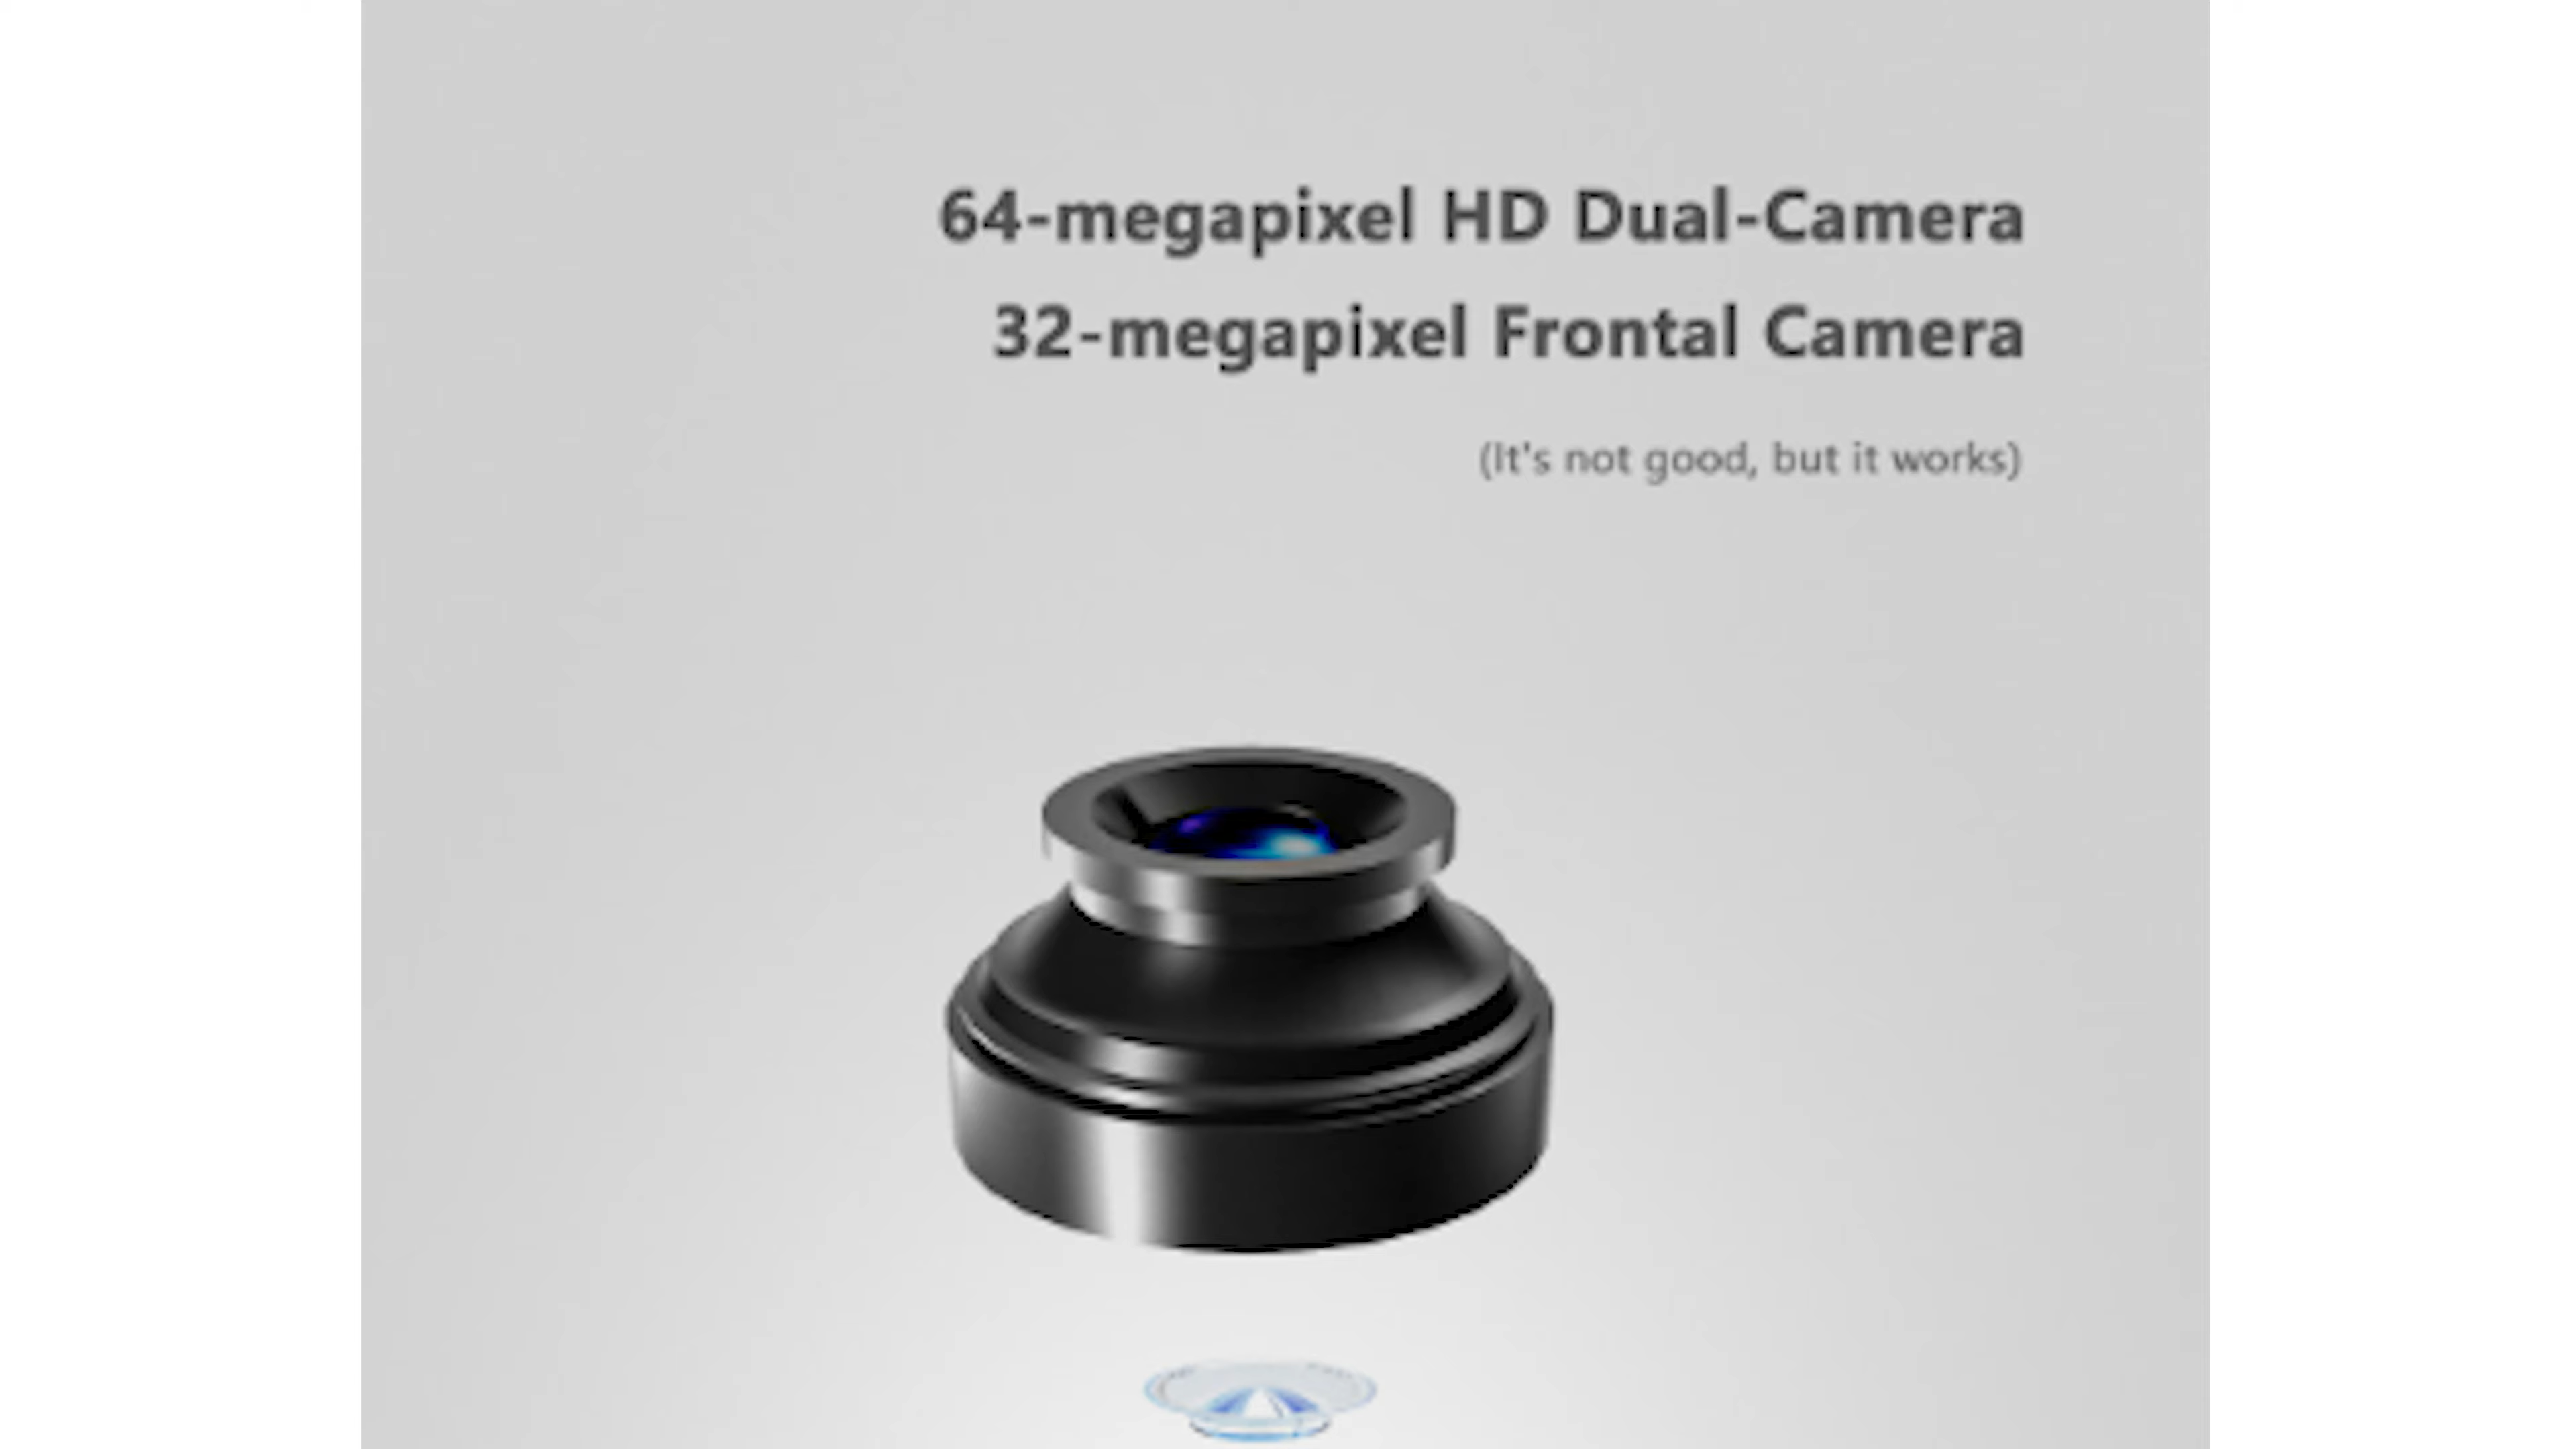 64-megapixel HD Dual-Camera
32-megapixel Frontal Camera
(It's not good, but it works)